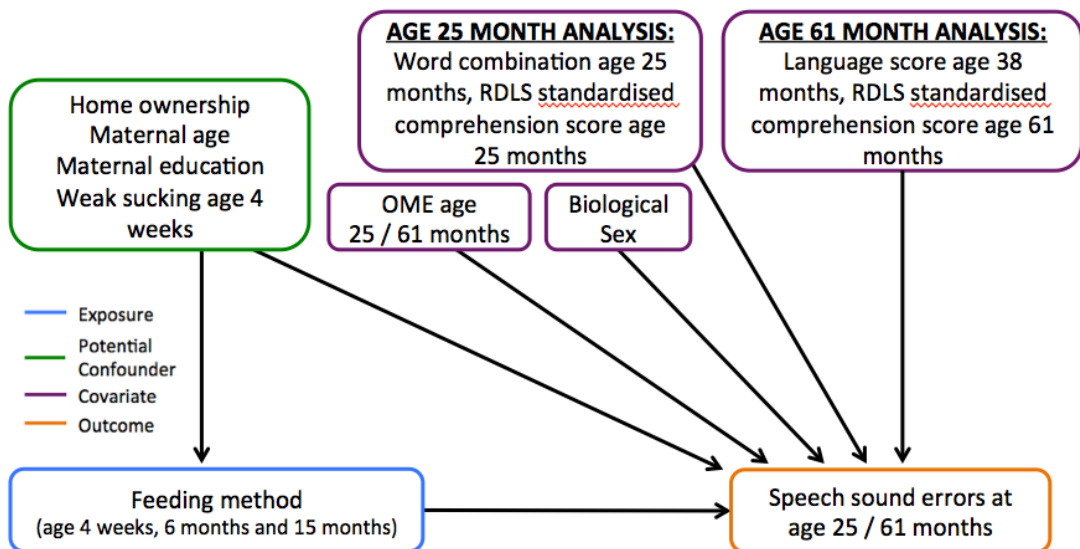 Home ownership
Maternal age
Maternal education
Weak sucking age 4
weeks
AGE 25 MONTH ANALYSIS:
Word combination age 25
months, RDLS standardised
comprehension score age
25 months
AGE 61 MONTH ANALYSIS:
Language score age 38
months, RDLS standardised
comprehension score age 61
months
OME age
25 / 61 months
Biological
Sex
Exposure
Potential
Confounder
Covariate
Outcome
Feeding method
(age 4 weeks, 6 months and 15 months)
Speech sound errors at
age 25 / 61 months